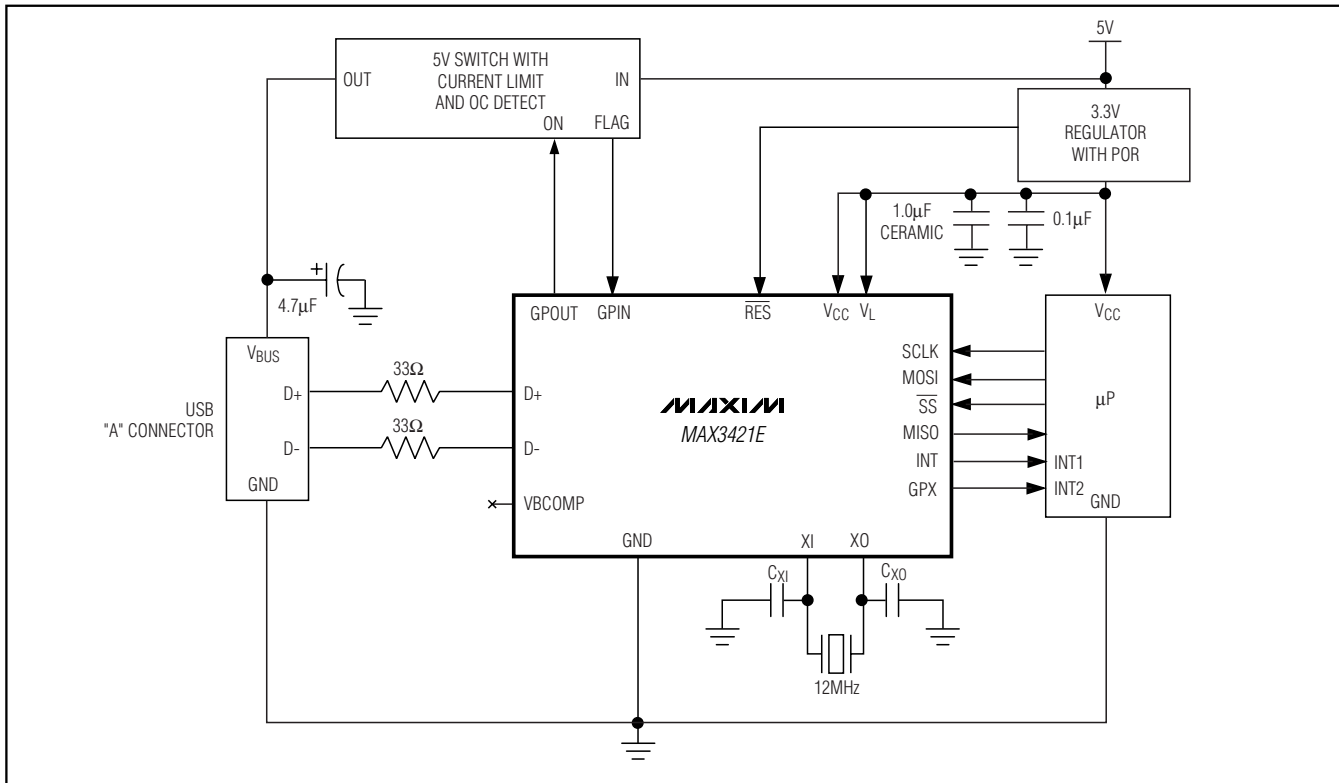 5V
5V SWITCH WITH
CURRENT LIMIT
AND OC DETECT
OUT
IN
ON
FLAG
3.3V
REGULATOR
WITH POR
1.0μF
CERAMIC
0.1μF
+
4.7μF
GPOUT
GPIN
RES
VCC
VL
VCC
VBUS
D+
D-
GND
USB
"A" CONNECTOR
33Ω
33Ω
D+
D-
VBCOMP
MAXIM
MAX3421E
SCLK
MOSI
SS
MISO
INT
GPX
μP
INT1
INT2
GND
GND
XI
XO
CXI
CXO
12MHz